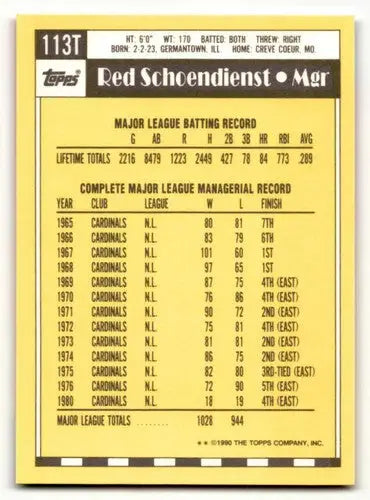 113T
HT: 6'0" WT: 170 BATTED: BOTH THREW: RIGHT
BORN: 2-2-23, GERMANTOWN, ILL. HOME: CREVE COEUR, MO.
Topps Red Schoendienst • Mgr
MAJOR LEAGUE BATTING RECORD
G AB R H 2B 3B HR RBI AVG
LIFETIME TOTALS 2216 8479 1223 2449 427 78 84 773 .289
COMPLETE MAJOR LEAGUE MANAGERIAL RECORD
YEAR CLUB LEAGUE W L FINISH
1965 CARDINALS N.L. 80 81 7TH
1966 CARDINALS N.L. 83 79 6TH
1967 CARDINALS N.L. 101 60 1ST
1968 CARDINALS N.L. 97 65 1ST
1969 CARDINALS N.L. 87 75 4TH (EAST)
1970 CARDINALS N.L. 76 86 4TH (EAST)
1971 CARDINALS N.L. 90 72 2ND (EAST)
1972 CARDINALS N.L. 75 81 4TH (EAST)
1973 CARDINALS N.L. 81 81 2ND (EAST)
1974 CARDINALS N.L. 86 75 2ND (EAST)
1975 CARDINALS N.L. 82 80 3RD-TIED (EAST)
1976 CARDINALS N.L. 72 90 5TH (EAST)
1980 CARDINALS N.L. 18 19 4TH (EAST)
MAJOR LEAGUE TOTALS ........ 1028 944
** ©1990 THE TOPPS COMPANY, INC.